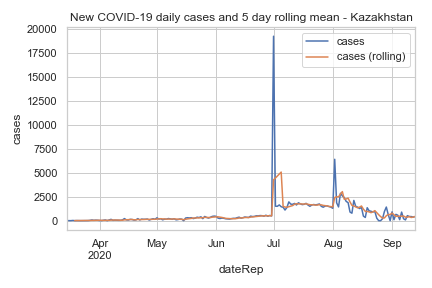 New COVID-19 daily cases and 5 day rolling mean - Kazakhstan
20000
17500
15000
12500
10000
7500
5000
2500
0
cases
cases
cases (rolling)
Apr
2020
May
Jun
Jul
Aug
Sep
dateRep